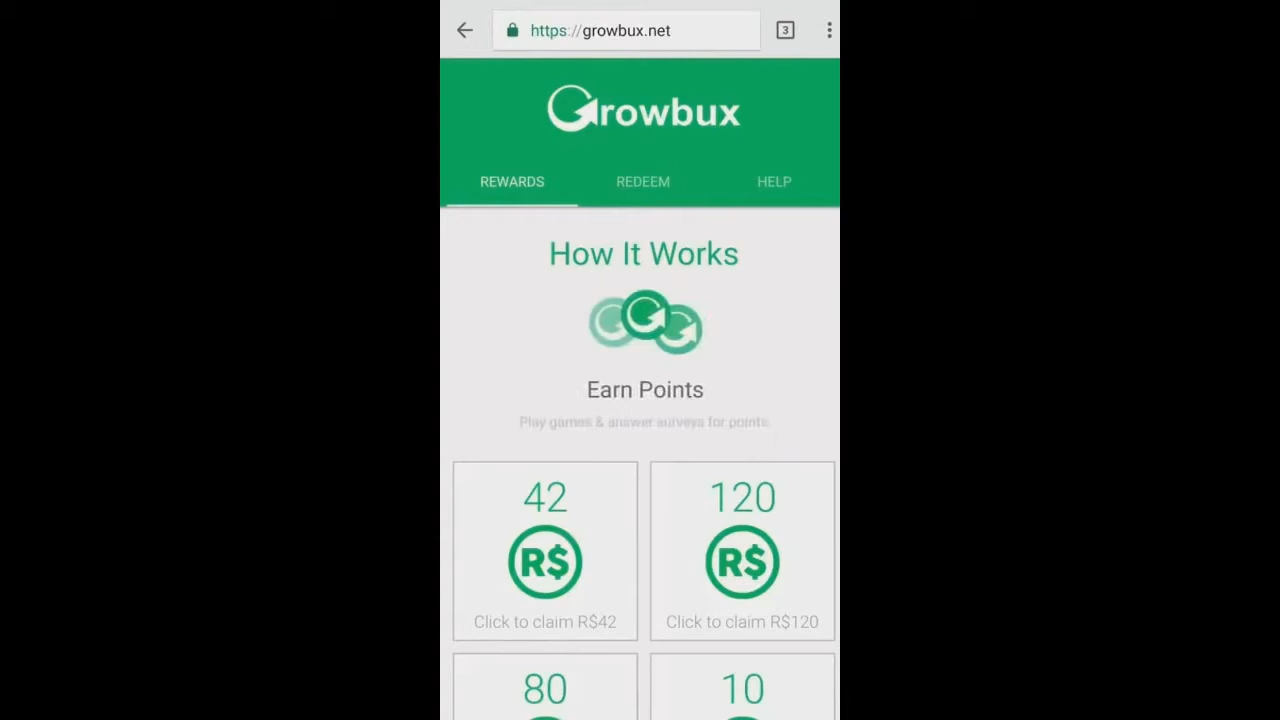 https://growbux.net
3
Growbux
REWARDS REDEEM HELP
How It Works
Earn Points
Play games & answer surveys for points.
42 120
R$ R$
Click to claim R$42 Click to claim R$120
80 10